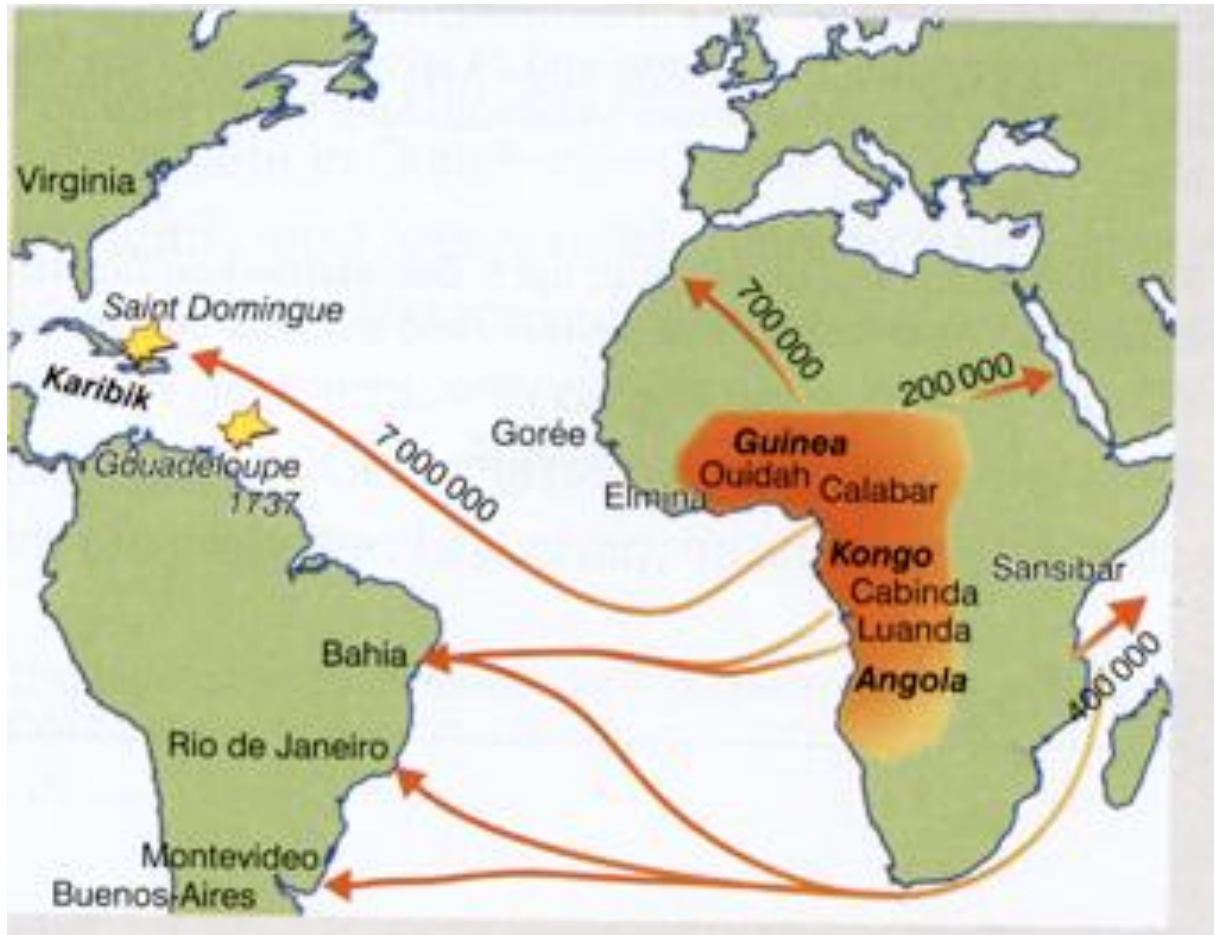 Virginia
Saint Domingue
Karibik
Gouadeloupe
1737
7 000 000
700 000
200 000
Gorée
Elmina
Guinea
Ouidah
Calabar
Kongo
Cabinda
Luanda
Angola
Sansibar
400 000
Bahia
Rio de Janeiro
Montevideo
Buenos-Aires